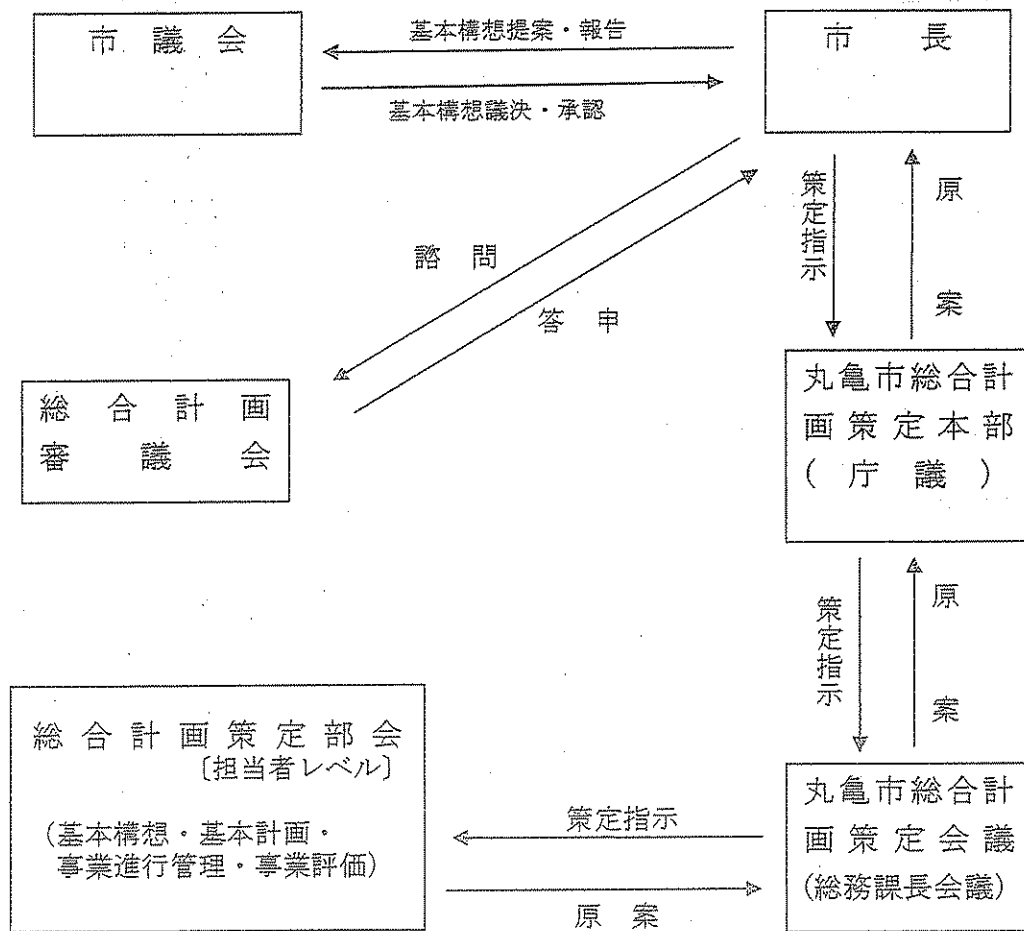 市議会
基本構想提案・報告
市長
基本構想議決・承認
策定指示
原案
諮問
答申
総合計画
審議会
丸亀市総合計
画策定本部
(庁議)
策定指示
原案
総合計画策定部会
〔担当者レベル〕
(基本構想・基本計画・
事業進行管理・事業評価)
策定指示
原案
丸亀市総合計
画策定会議
(総務課長会議)